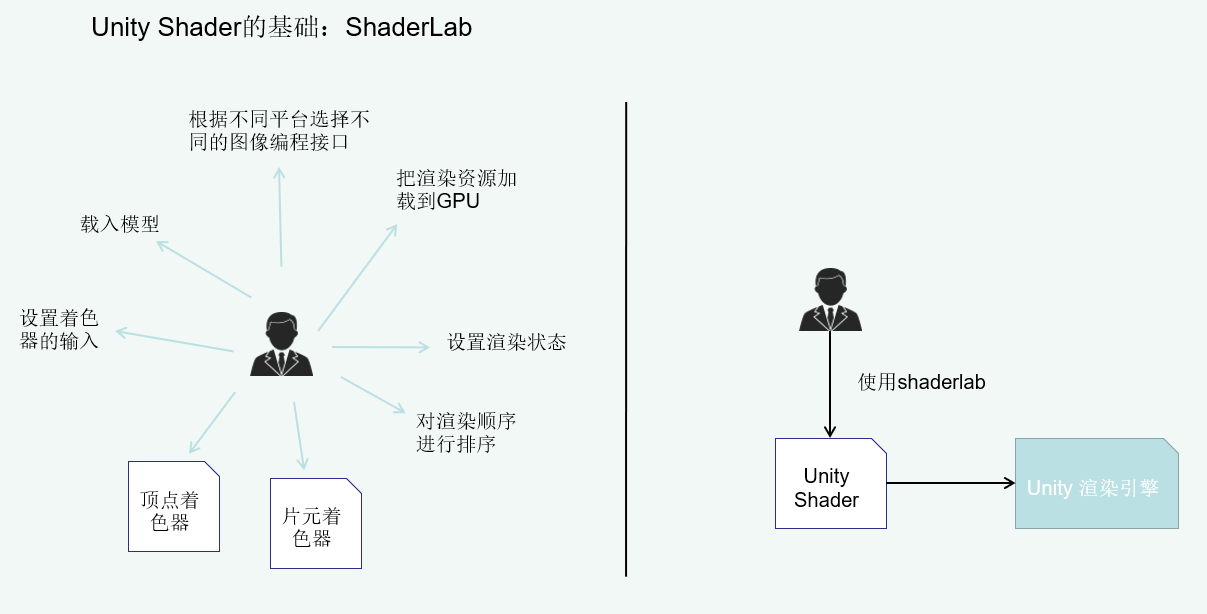 Unity Shader的基础：ShaderLab
根据不同平台选择不
同的图像编程接口
把渲染资源加
载到GPU
载入模型
设置着色
器的输入
设置渲染状态
对渲染顺序
进行排序
顶点着
色器
片元着
色器
使用shaderlab
Unity
Shader
Unity 渲染引擎